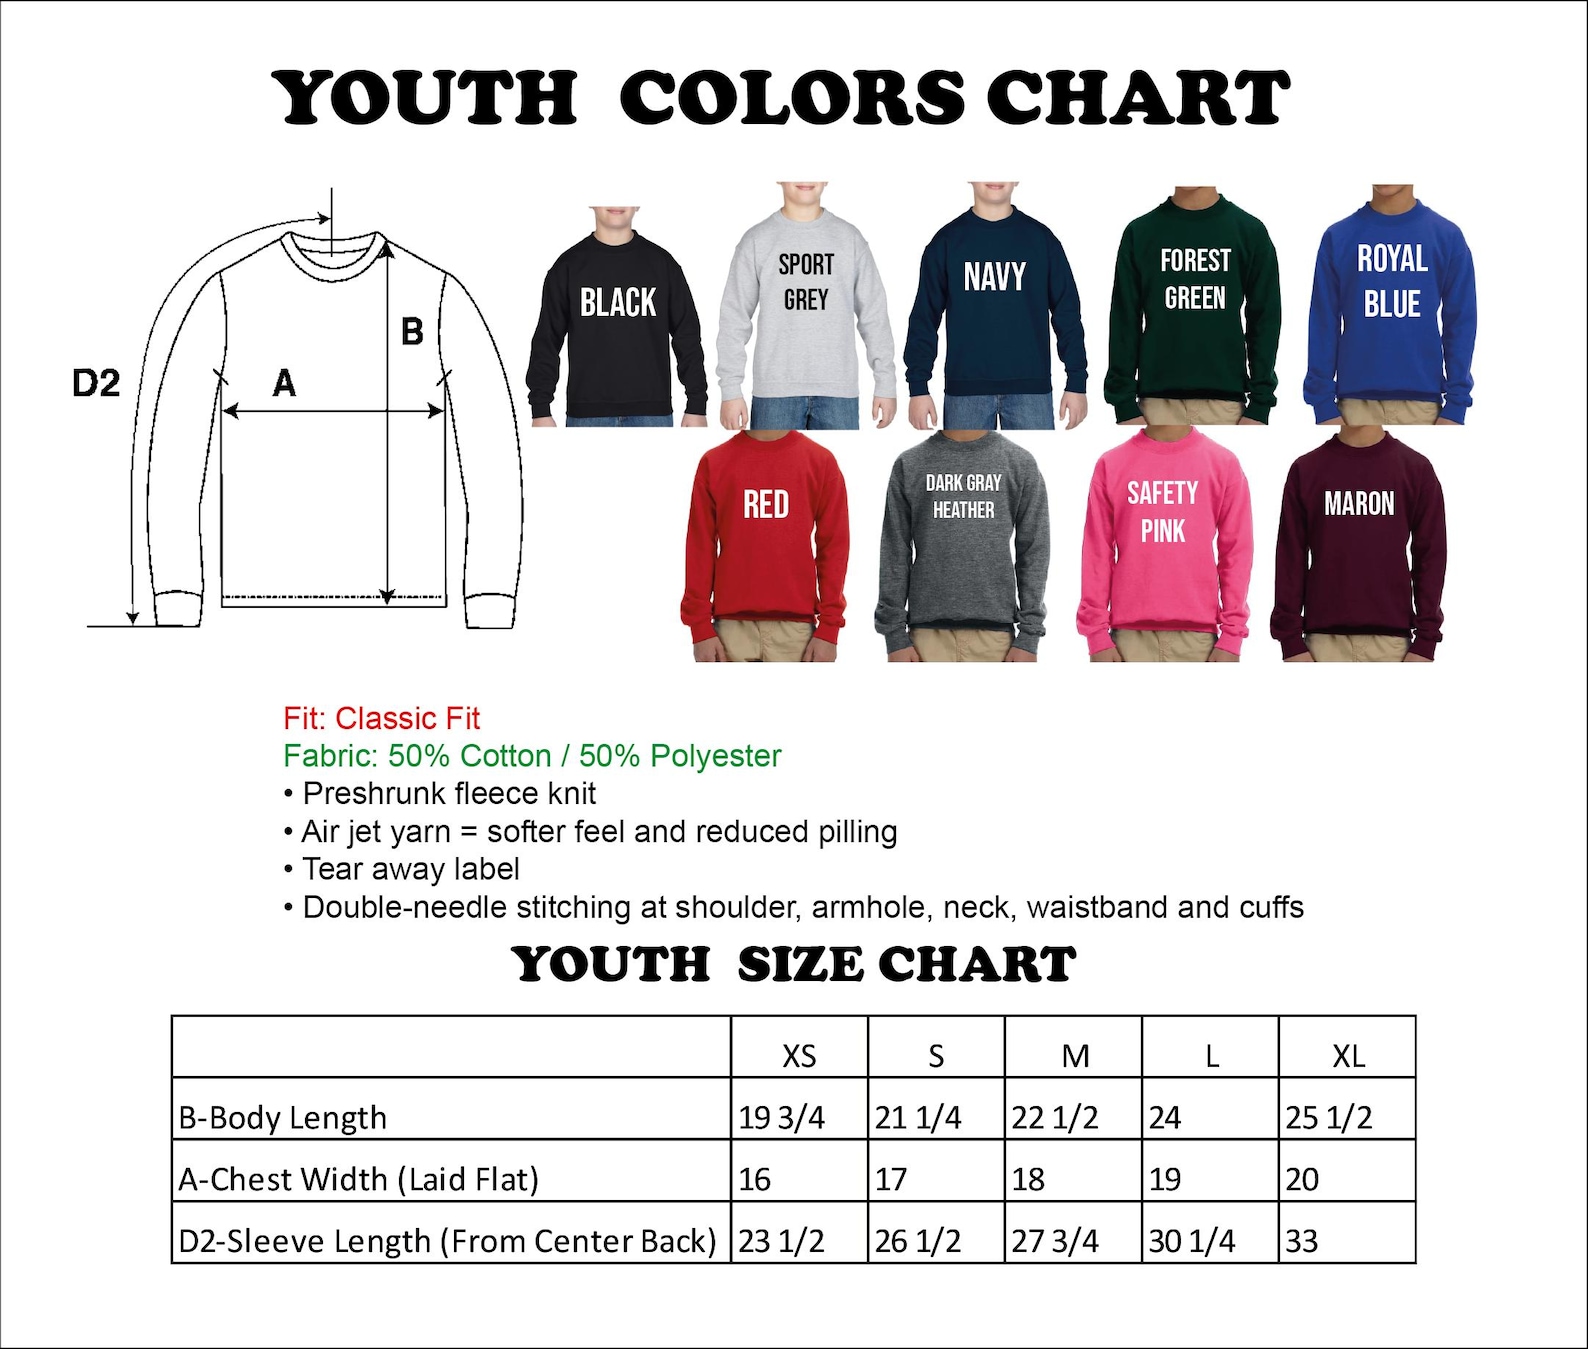 YOUTH COLORS CHART
D2
A
B
BLACK
SPORT
GREY
NAVY
FOREST
GREEN
ROYAL
BLUE
RED
DARK GRAY
HEATHER
SAFETY
PINK
MARON
Fit: Classic Fit
Fabric: 50% Cotton / 50% Polyester
• Preshrunk fleece knit
• Air jet yarn = softer feel and reduced pilling
• Tear away label
• Double-needle stitching at shoulder, armhole, neck, waistband and cuffs
YOUTH SIZE CHART
XS S M L XL
B-Body Length 19 3/4 21 1/4 22 1/2 24 25 1/2
A-Chest Width (Laid Flat) 16 17 18 19 20
D2-Sleeve Length (From Center Back) 23 1/2 26 1/2 27 3/4 30 1/4 33